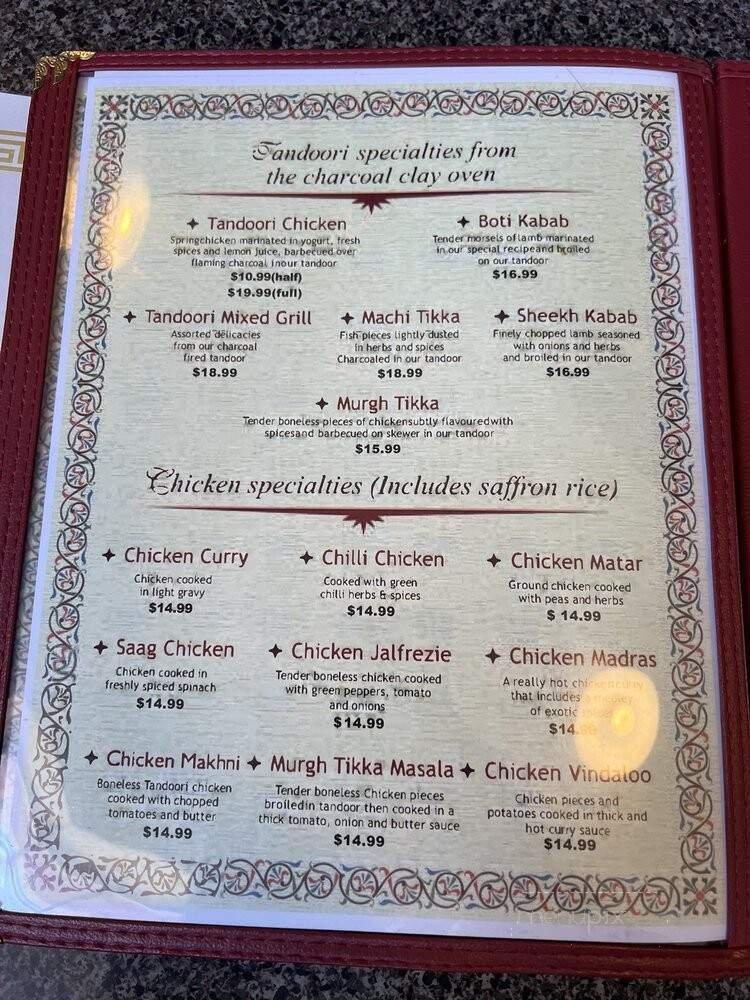 Tandoori specialties from
the charcoal clay oven
Tandoori Chicken
Springchicken marinated in yogurt, fresh
spices and lemon juice, barbecued over
flaming charcoal inour tandoor
$10.99(half)
$19.99(full)
Boti Kabab
Tender morsels of lamb marinated
in our special recipeand broiled
on our tandoor
$16.99
Tandoori Mixed Grill
Assorted delicacies
from our charcoal
fired tandoor
$18.99
Machi Tikka
Fish pieces lightly dusted
in herbs and spices
Charcoaled in our tandoor
$18.99
Sheekh Kabab
Finely chopped lamb seasoned
with onions and herbs
and broiled in our tandoor
$16.99
Murgh Tikka
Tender boneless pieces of chickensubtly flavouredwith
spicesand barbecued on skewer in our tandoor
$15.99
Chicken specialties (Includes saffron rice)
Chicken Curry
Chicken cooked
in light gravy
$14.99
Chilli Chicken
Cooked with green
chilli herbs & spices
$14.99
Chicken Matar
Ground chicken cooked
with peas and herbs
$ 14.99
Saag Chicken
Chicken cooked in
freshly spiced spinach
$14.99
Chicken Jalfrezie
Tender boneless chicken cooked
with green peppers, tomato
and onions
$14.99
Chicken Madras
A really hot chicken curry
that includes a medley
of exotic
$14.99
Chicken Makhni
Boneless Tandoori chicken
cooked with chopped
tomatoes and butter
$14.99
Murgh Tikka Masala
Tender boneless Chicken pieces
broiledin tandoor then cooked in a
thick tomato, onion and butter sauce
$14.99
Chicken Vindaloo
Chicken pieces and
potatoes cooked in thick and
hot curry sauce
$14.99